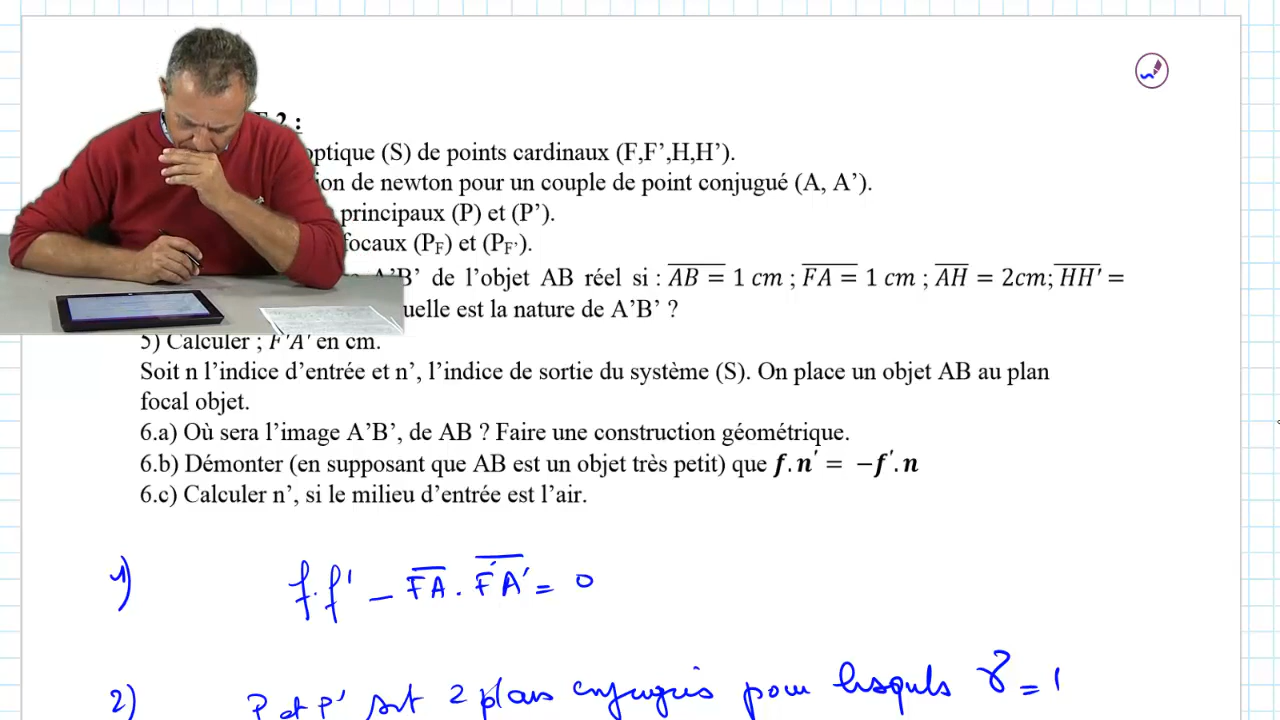 2 :
optique (S) de points cardinaux (F,F’,H,H’).
ion de newton pour un couple de point conjugué (A, A’).
principaux (P) et (P’).
focaux (P_F) et (P_F’).
A’B’ de l’objet AB réel si : A̅B̅ = 1 cm ; F̅A̅ = 1 cm ; A̅H̅ = 2cm; H̅H̅′ =
uelle est la nature de A’B’ ?
5) Calculer ; F′A′ en cm.
Soit n l’indice d’entrée et n’, l’indice de sortie du système (S). On place un objet AB au plan
focal objet.
6.a) Où sera l’image A’B’, de AB ? Faire une construction géométrique.
6.b) Démonter (en supposant que AB est un objet très petit) que f.n′ = −f′.n
6.c) Calculer n’, si le milieu d’entrée est l’air.
1) f.f′ − F̅A̅ . F̅′A̅′ = 0
2) P et P′ sont 2 plans conjugués pour lesquels γ = 1